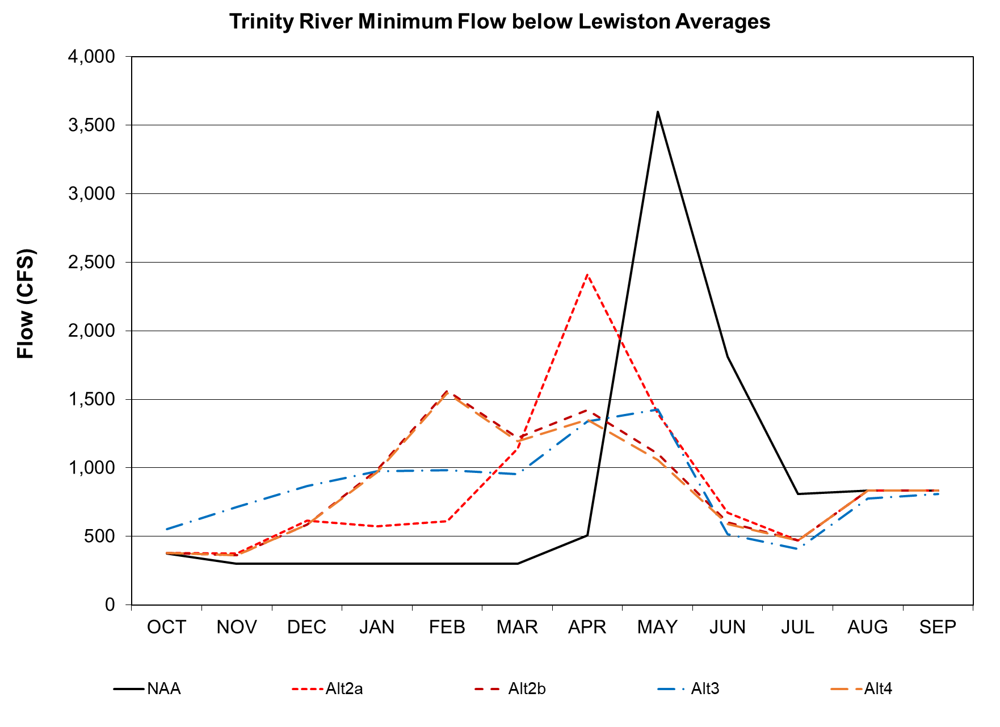 Trinity River Minimum Flow below Lewiston Averages
Flow (CFS)
4,000
3,500
3,000
2,500
2,000
1,500
1,000
500
0
OCT NOV DEC JAN FEB MAR APR MAY JUN JUL AUG SEP
NAA Alt2a Alt2b Alt3 Alt4